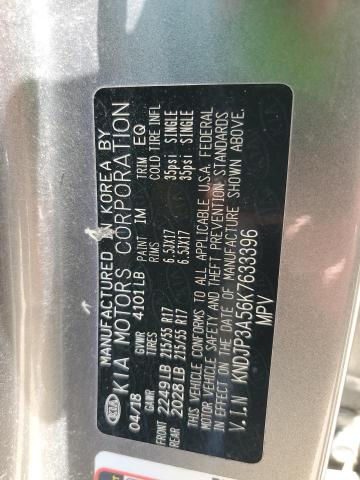 MANUFACTURED IN KOREA BY
KIA MOTORS CORPORATION
KIA
04/18 GVWR 4101LB PAINT IM TRIM EQ
GAWR TIRES RIMS COLD TIRE INFL
FRONT 2249LB 215/55 R17 6.5JX17 35psi SINGLE
REAR 2028LB 215/55 R17 6.5JX17 35psi SINGLE
THIS VEHICLE CONFORMS TO ALL APPLICABLE U.S.A. FEDERAL
MOTOR VEHICLE SAFETY AND THEFT PREVENTION STANDARDS
IN EFFECT ON THE DATE OF MANUFACTURE SHOWN ABOVE.
V.I.N KNDJP3A56K7633396
MPV